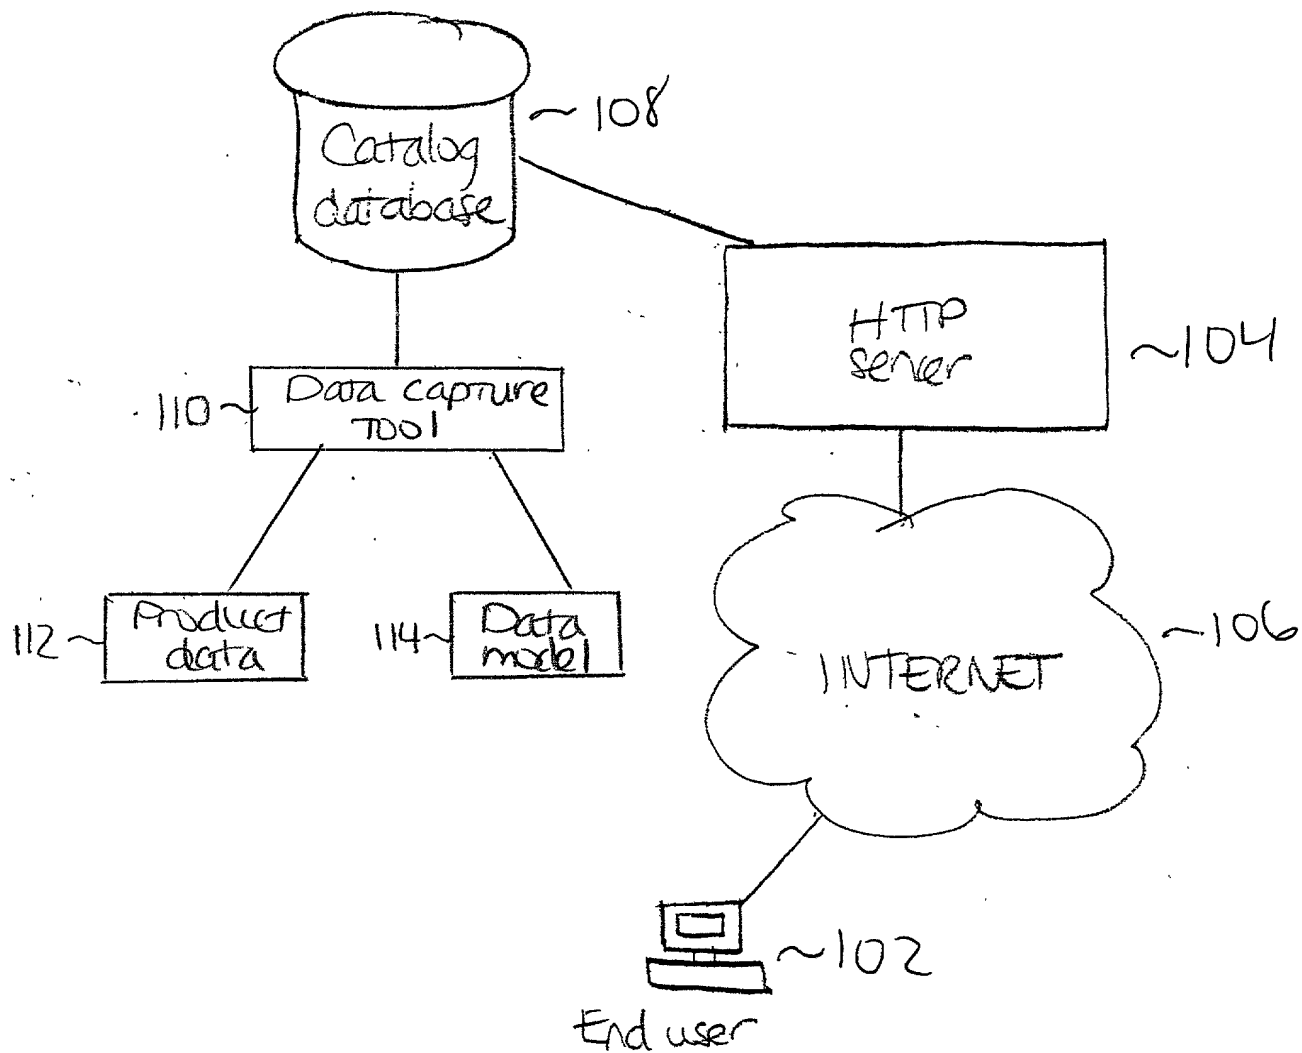 ~108
Catalog
database
HTTP
server
~104
110~
Data capture
TOOl
112~
Product
data
114~
Data
model
INTERNET
~106
~102
End user